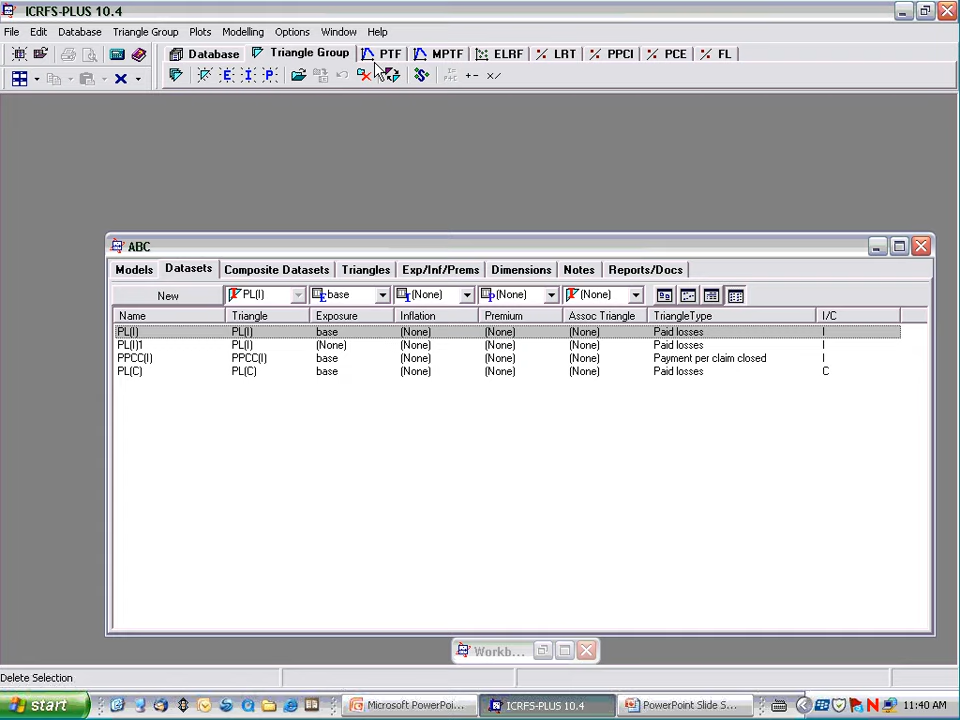 ICRFS-PLUS 10.4
File Edit Database Triangle Group Plots Modelling Options Window Help
Database Triangle Group PTF MPTF ELRF LRT PPCI PCE FL
ABC
Models Datasets Composite Datasets Triangles Exp/Inf/Prems Dimensions Notes Reports/Docs
New PL(I) base (None) (None) (None)
Name Triangle Exposure Inflation Premium Assoc Triangle TriangleType I/C
PL(I) PL(I) base (None) (None) (None) Paid losses I
PL(I)1 PL(I) (None) (None) (None) (None) Paid losses I
PPCC(I) PPCC(I) base (None) (None) (None) Payment per claim closed I
PL(C) PL(C) base (None) (None) (None) Paid losses C
Workb...
Delete Selection
start Microsoft PowerPoi... ICRFS-PLUS 10.4 PowerPoint Slide S... 11:40 AM